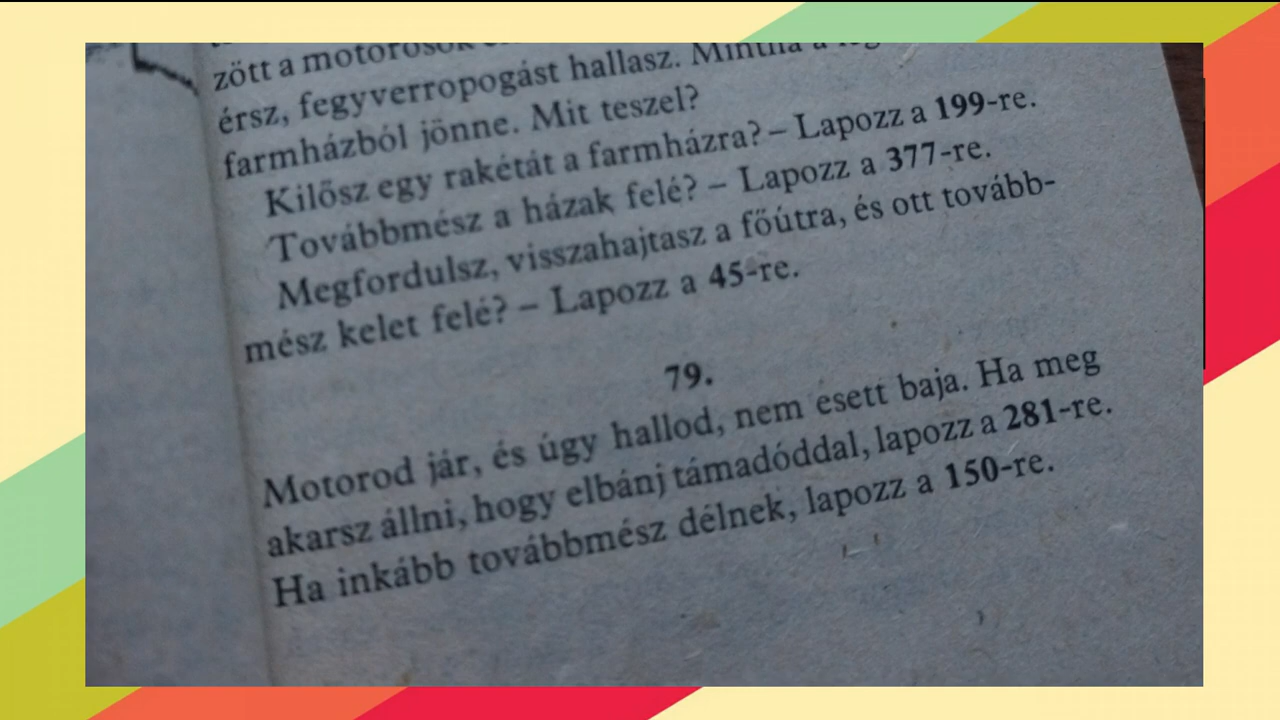 zött a motorosok
érsz, fegyverropogást hallasz. Mintha a
farmházból jönne. Mit teszel?
Kilősz egy rakétát a farmházra? – Lapozz a 199-re.
Továbbmész a házak felé? – Lapozz a 377-re.
Megfordulsz, visszahajtasz a főútra, és ott tovább-
mész kelet felé? – Lapozz a 45-re.
79.
Motorod jár, és úgy hallod, nem esett baja. Ha meg
akarsz állni, hogy elbánj támadóddal, lapozz a 281-re.
Ha inkább továbbmész délnek, lapozz a 150-re.